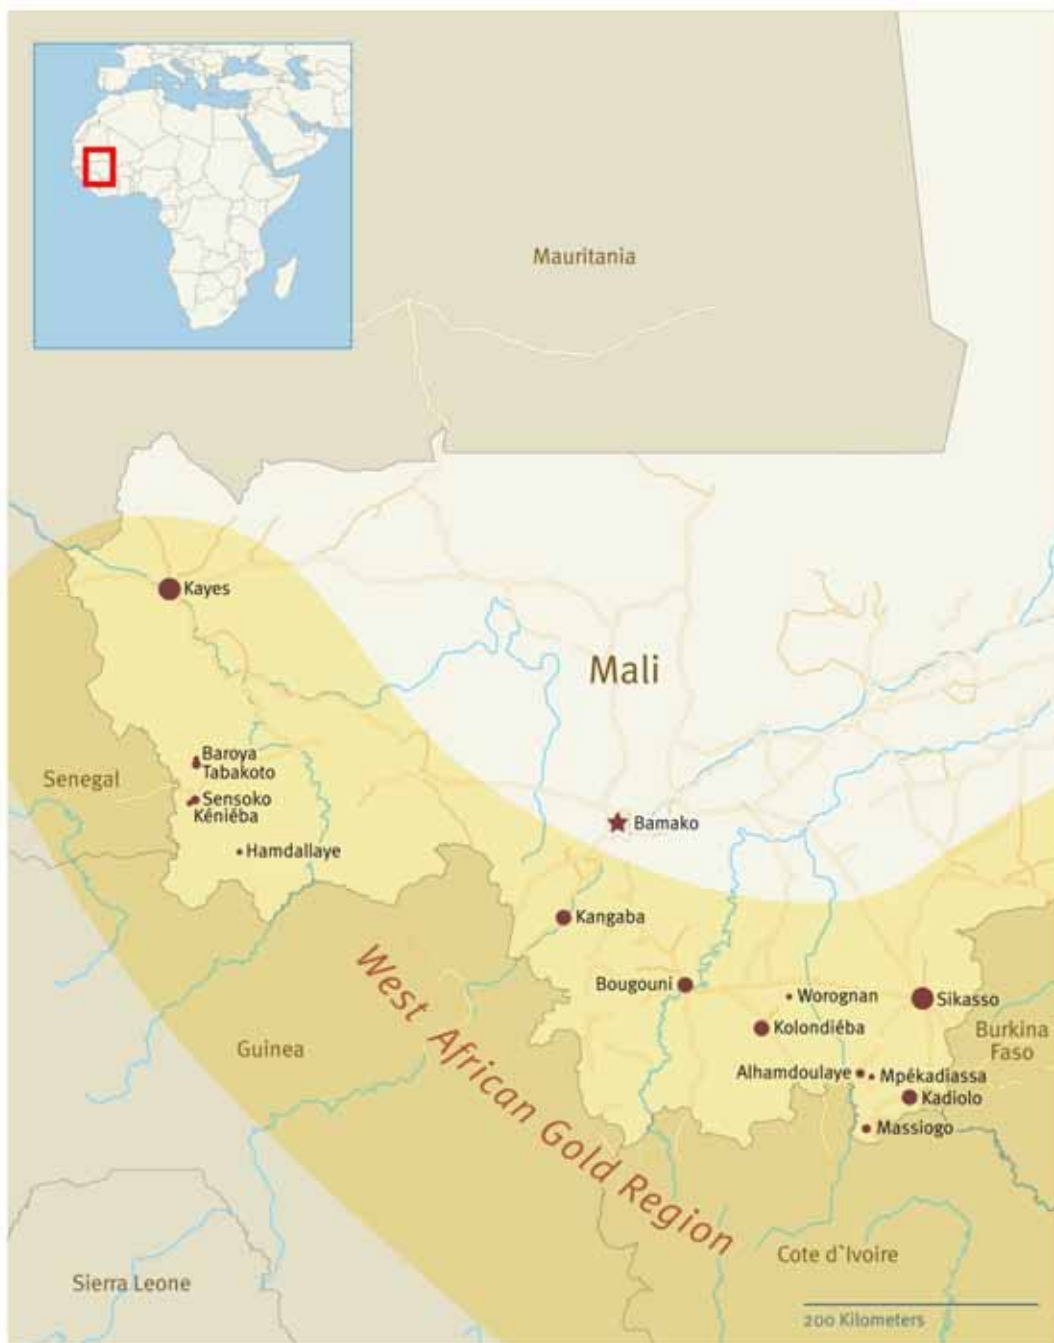 Mauritania
Kayes
Mali
Baroya
Tabakoto
Senegal
Sensoko
Kéniéba
Bamako
Hamdallaye
Kangaba
Bougouni
Worognan
Sikasso
Kolondiéba
Burkina
Faso
West African Gold Region
Guinea
Alhamdoulaye
Mpékadiassa
Kadiolo
Massiogo
Cote d`Ivoire
Sierra Leone
200 Kilometers